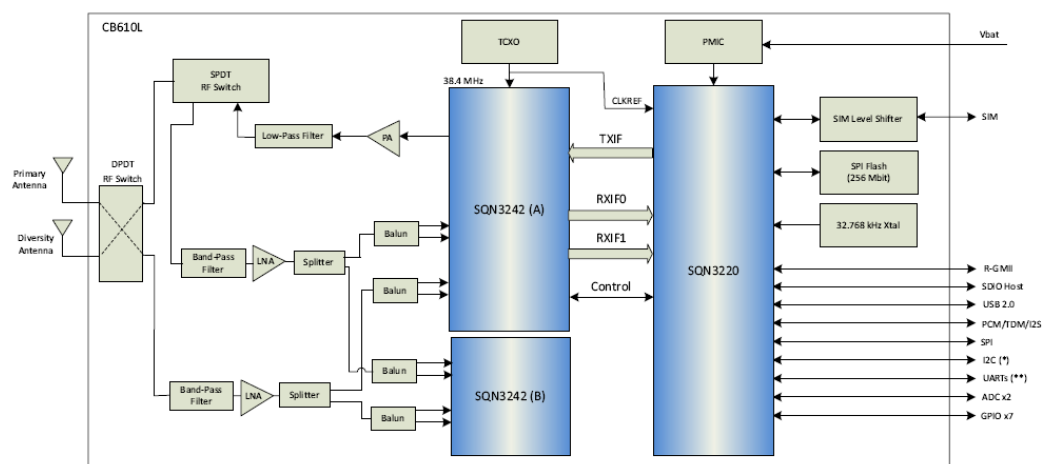 CB610L
TCXO
PMIC
Vbat
SPDT
RF Switch
38.4 MHz
CLKREF
Low-Pass Filter
PA
SIM Level Shifter
SIM
TXIF
DPDT
RF Switch
Primary
Antenna
SPI Flash
(256 Mbit)
SQN3242 (A)
RXIF0
32.768 kHz Xtal
Diversity
Antenna
Balun
RXIF1
SQN3220
Band-Pass
Filter
LNA
Splitter
R-GMII
Balun
Control
SDIO Host
USB 2.0
PCM/TDM/I2S
SPI
Balun
I2C (*)
UARTs (**)
Band-Pass
Filter
LNA
Splitter
SQN3242 (B)
ADC x2
Balun
GPIO x7